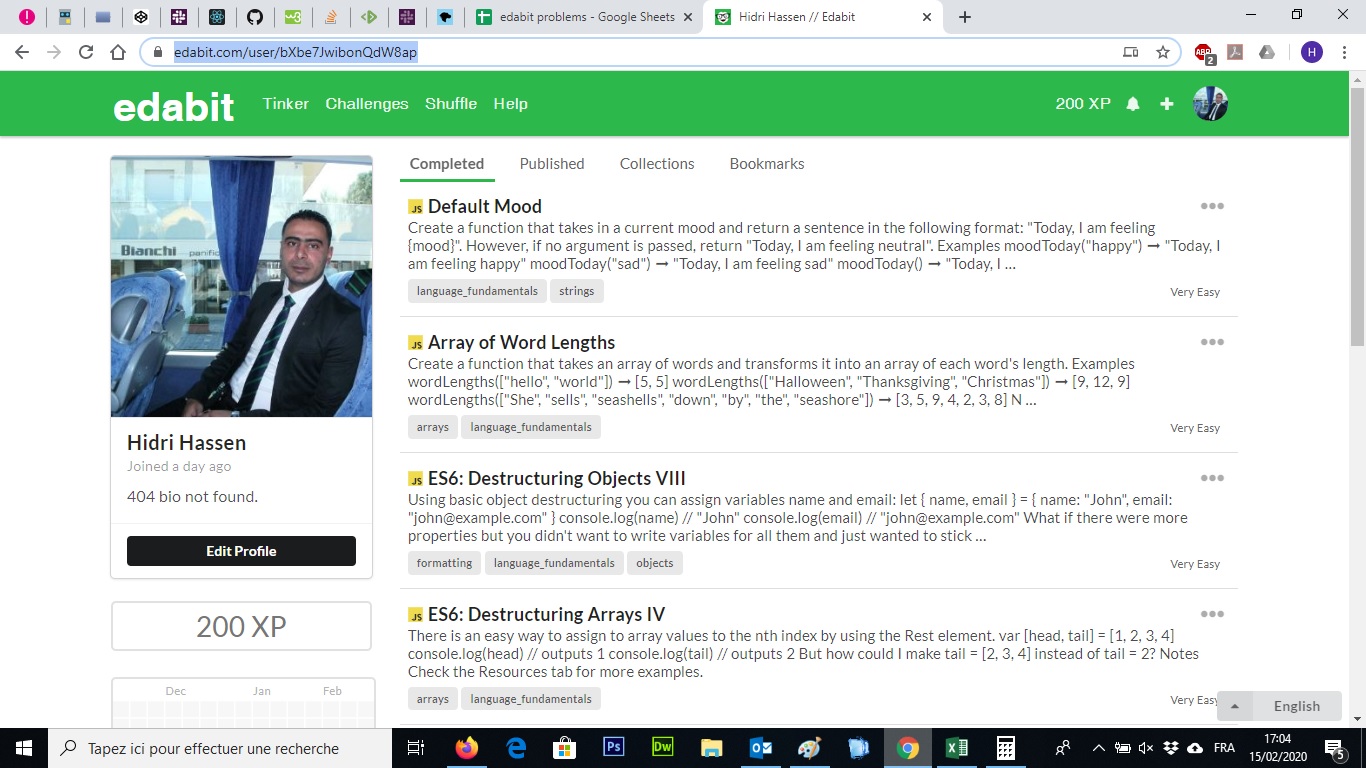 edabit problems - Google Sheets
Hidri Hassen // Edabit
edabit.com/user/bXbe7JwibonQdW8ap
ABP
2
H
edabit
Tinker
Challenges
Shuffle
Help
200 XP
Bianchi
panific
Hidri Hassen
Joined a day ago
404 bio not found.
Edit Profile
200 XP
Dec
Jan
Feb
Completed
Published
Collections
Bookmarks
JS
Default Mood
Create a function that takes in a current mood and return a sentence in the following format: "Today, I am feeling
{mood}". However, if no argument is passed, return "Today, I am feeling neutral". Examples moodToday("happy") ➞ "Today, I
am feeling happy" moodToday("sad") ➞ "Today, I am feeling sad" moodToday() ➞ "Today, I ...
language_fundamentals
strings
Very Easy
JS
Array of Word Lengths
Create a function that takes an array of words and transforms it into an array of each word's length. Examples
wordLengths(["hello", "world"]) ➞ [5, 5] wordLengths(["Halloween", "Thanksgiving", "Christmas"]) ➞ [9, 12, 9]
wordLengths(["She", "sells", "seashells", "down", "by", "the", "seashore"]) ➞ [3, 5, 9, 4, 2, 3, 8] N ...
arrays
language_fundamentals
Very Easy
JS
ES6: Destructuring Objects VIII
Using basic object destructuring you can assign variables name and email: let { name, email } = { name: "John", email:
"john@example.com" } console.log(name) // "John" console.log(email) // "john@example.com" What if there were more
properties but you didn't want to write variables for all them and just wanted to stick ...
formatting
language_fundamentals
objects
Very Easy
JS
ES6: Destructuring Arrays IV
There is an easy way to assign to array values to the nth index by using the Rest element. var [head, tail] = [1, 2, 3, 4]
console.log(head) // outputs 1 console.log(tail) // outputs 2 But how could I make tail = [2, 3, 4] instead of tail = 2? Notes
Check the Resources tab for more examples.
arrays
language_fundamentals
Very Easy
English
Tapez ici pour effectuer une recherche
Ps
Dw
FRA
17:04
15/02/2020
5